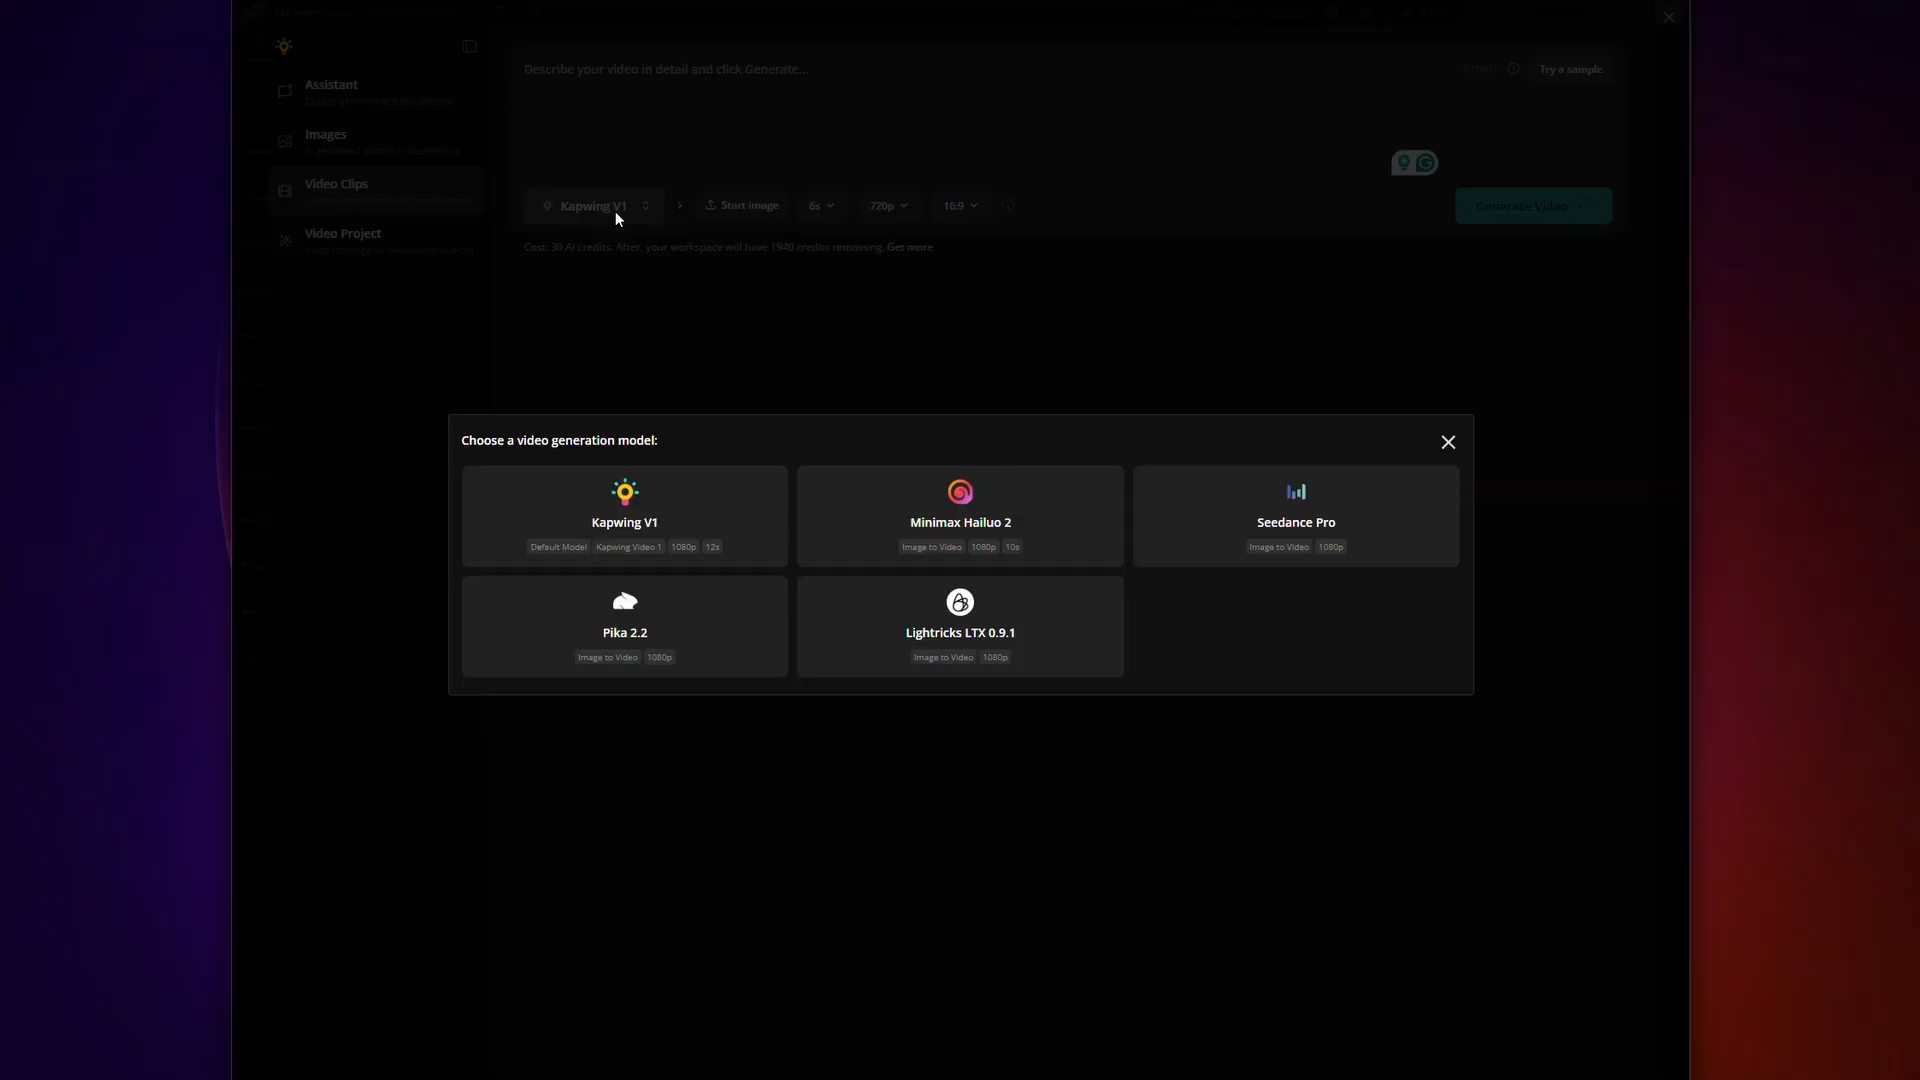 Assistant
Images
Video Clips
Video Project
Describe your video in detail and click Generate...
Try a sample
Kapwing V1
Start image
6s
720p
16:9
Generate Video
Cost: 30 AI credits. After, your workspace will have 1940 credits remaining. Get more
Choose a video generation model:
Kapwing V1
Default Model Kapwing Video 1 1080p 12s
Minimax Hailuo 2
Image to Video 1080p 10s
Seedance Pro
Image to Video 1080p
Pika 2.2
Image to Video 1080p
Lightricks LTX 0.9.1
Image to Video 1080p